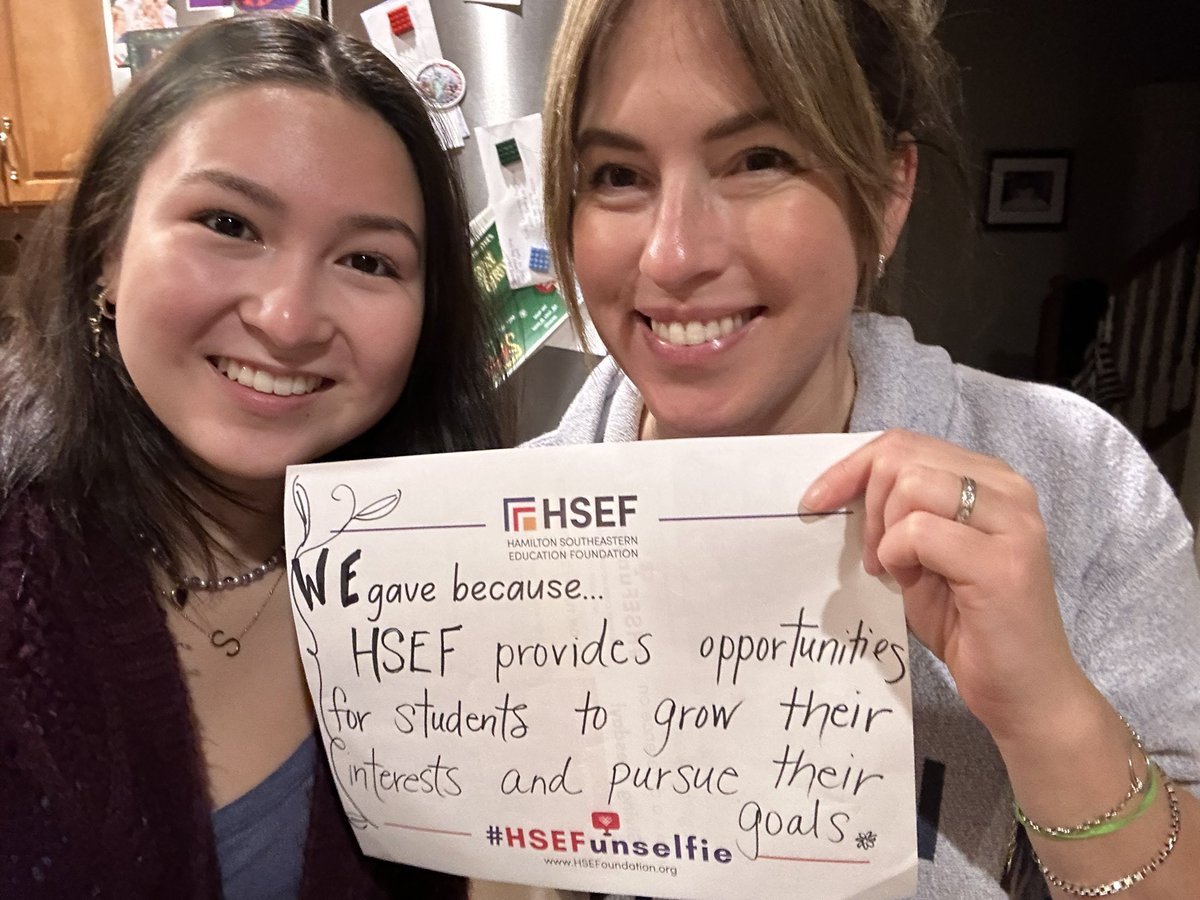 HSEF
HAMILTON SOUTHEASTERN
EDUCATION FOUNDATION
WE gave because...
HSEF provides opportunities
for students to grow their
interests and pursue their
goals.
#HSEFunselfie
www.HSEFoundation.org
S